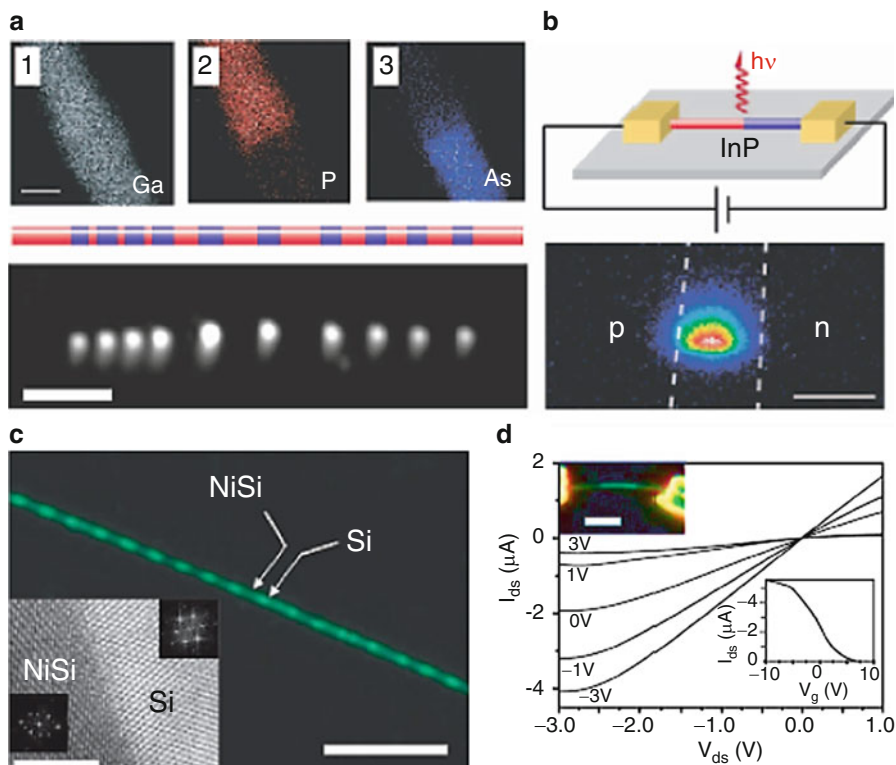 a
1
2
3
Ga
P
As
b
hν
InP
p
n
c
NiSi
Si
NiSi
Si
d
2
0
−2
−4
I_ds (μA)
3V
1V
0V
−1V
−3V
−3.0
−2.0
−1.0
0.0
1.0
V_ds (V)
−4
−2
0
I_ds (μA)
−10
0
10
V_g (V)